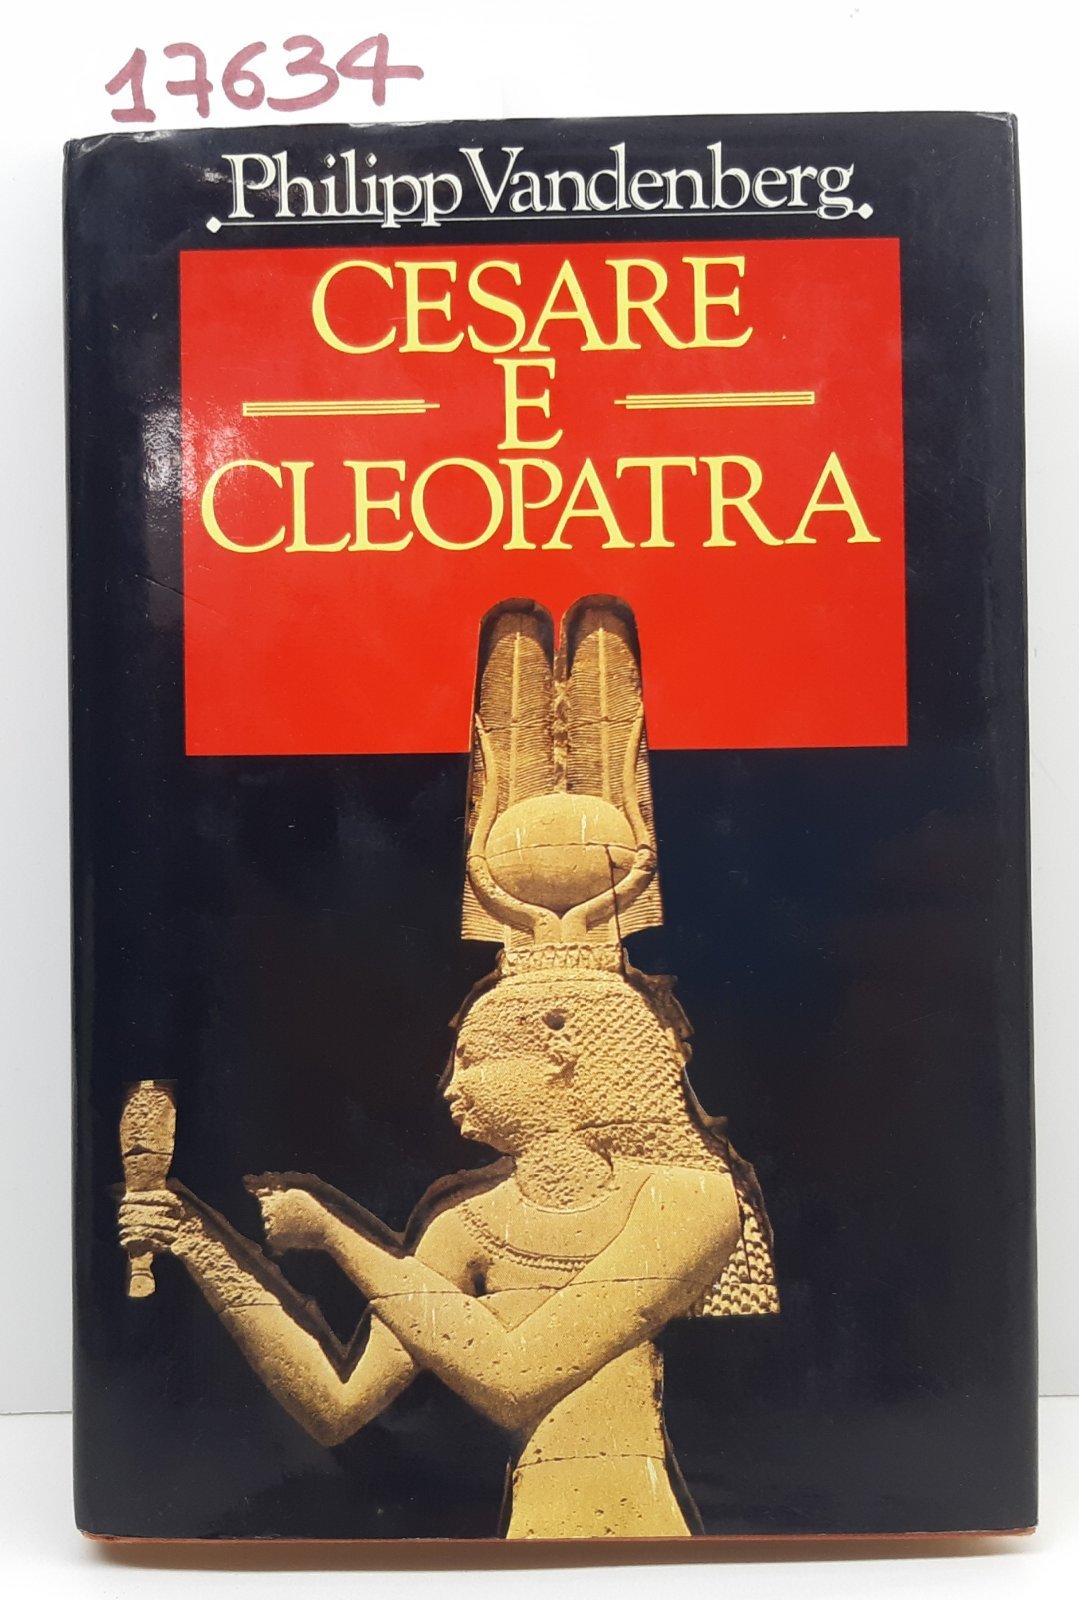 17634
Philipp Vandenberg
CESARE
E
CLEOPATRA